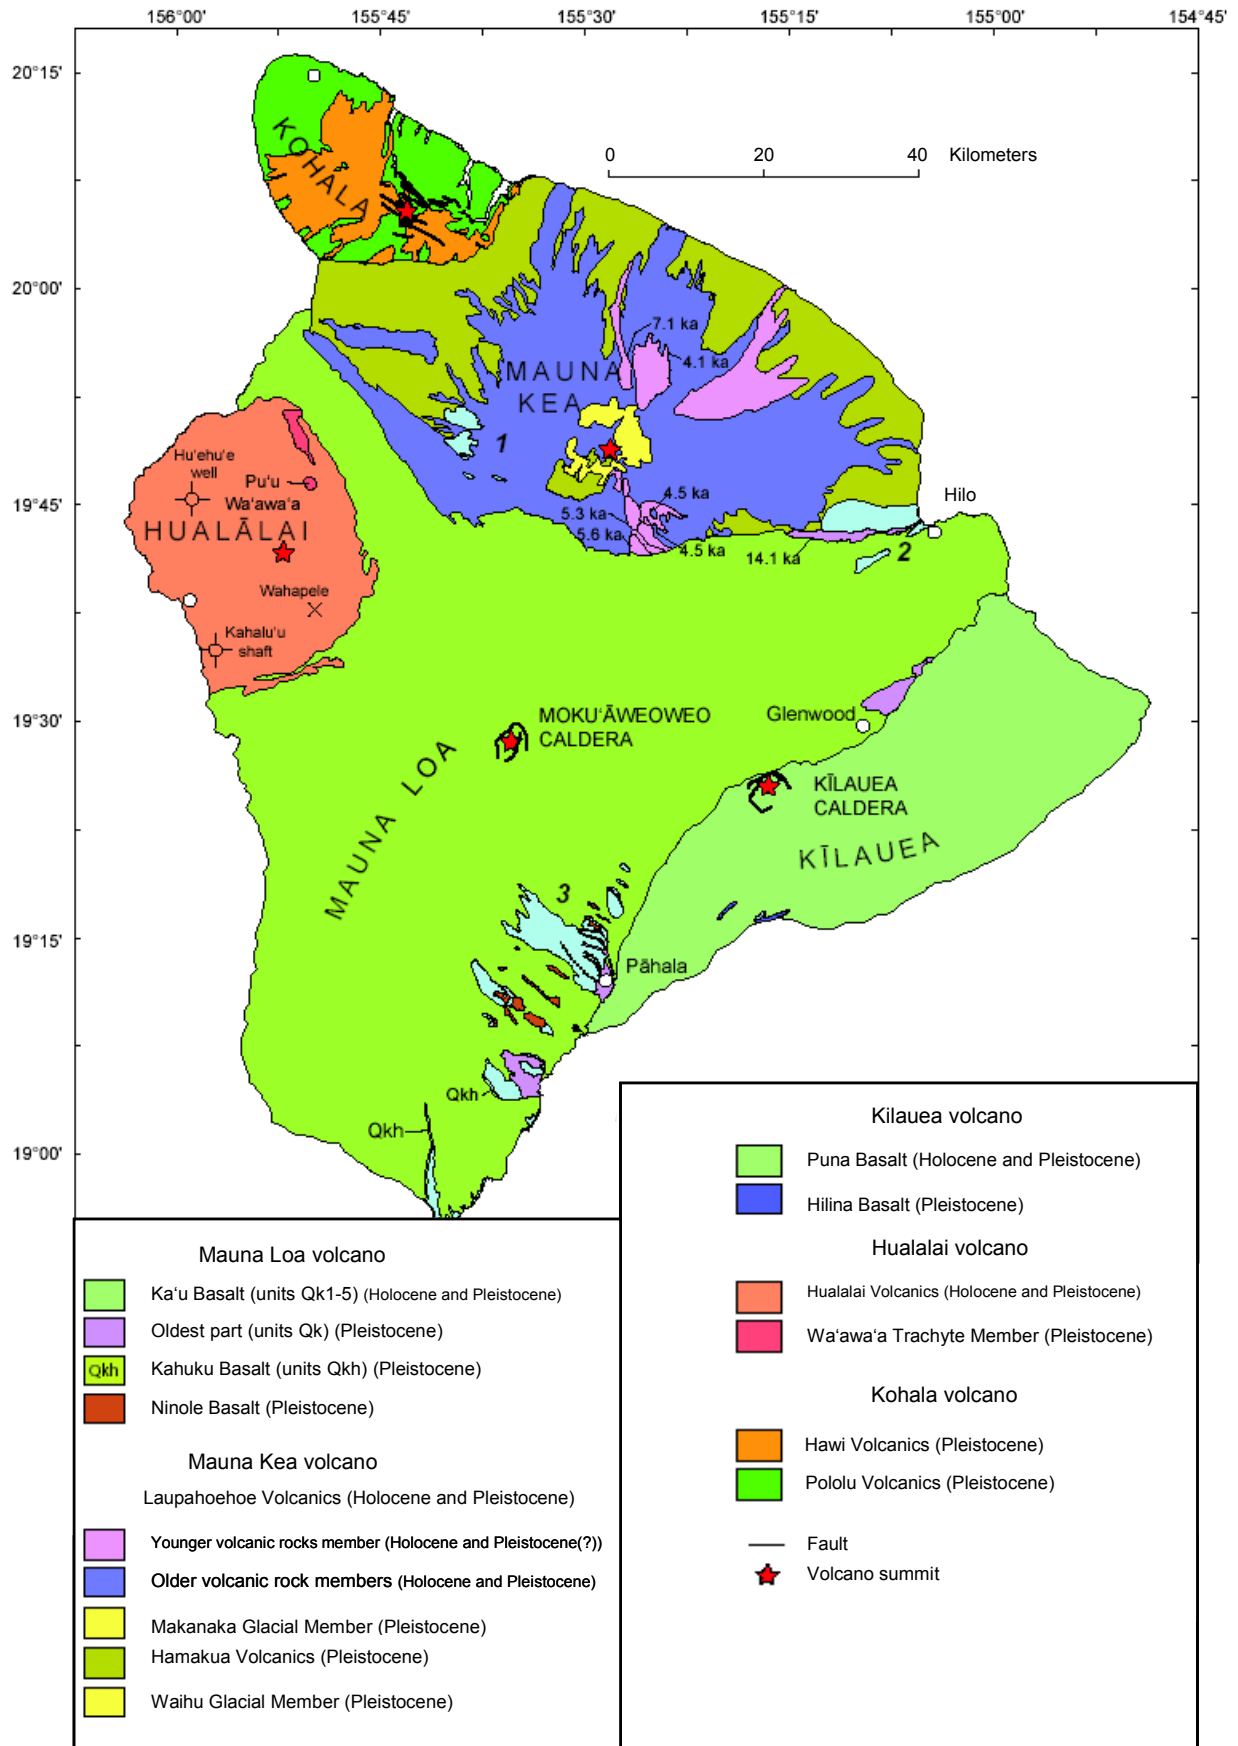 156°00'
155°45'
155°30'
155°15'
155°00'
154°45'
20°15'
20°00'
19°45'
19°30'
19°15'
19°00'
0 20 40 Kilometers
KOHALA
7.1 ka
4.1 ka
MAUNA
KEA
1
Hu'ehu'e
well
Pu'u
Wa'awa'a
HUALĀLAI
4.5 ka
5.3 ka
5.6 ka
4.5 ka
14.1 ka
Hilo
2
Wahapele
Kahalu'u
shaft
MOKU'ĀWEOWEO
CALDERA
Glenwood
MAUNA LOA
KĪLAUEA
CALDERA
KĪLAUEA
3
Pāhala
Qkh
Qkh
Mauna Loa volcano
Ka'u Basalt (units Qk1-5) (Holocene and Pleistocene)
Oldest part (units Qk) (Pleistocene)
Qkh Kahuku Basalt (units Qkh) (Pleistocene)
Ninole Basalt (Pleistocene)
Mauna Kea volcano
Laupahoehoe Volcanics (Holocene and Pleistocene)
Younger volcanic rocks member (Holocene and Pleistocene(?))
Older volcanic rock members (Holocene and Pleistocene)
Makanaka Glacial Member (Pleistocene)
Hamakua Volcanics (Pleistocene)
Waihu Glacial Member (Pleistocene)
Kilauea volcano
Puna Basalt (Holocene and Pleistocene)
Hilina Basalt (Pleistocene)
Hualalai volcano
Hualalai Volcanics (Holocene and Pleistocene)
Wa'awa'a Trachyte Member (Pleistocene)
Kohala volcano
Hawi Volcanics (Pleistocene)
Pololu Volcanics (Pleistocene)
Fault
Volcano summit